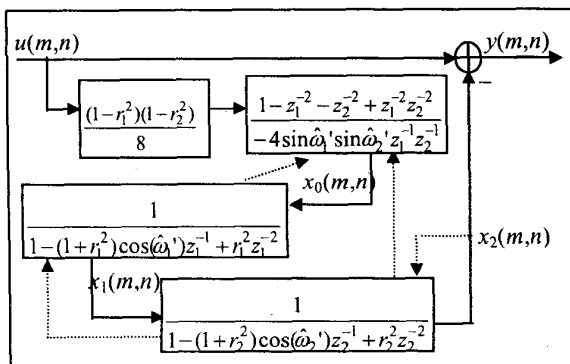 u(m,n)
y(m,n)
−
(1-r₁²)(1-r₂²)
8
1-z₁⁻²-z₂⁻²+z₁⁻²z₂⁻²
-4sinω̂₁'sinω̂₂'z₁⁻¹z₂⁻¹
x₀(m,n)
1
1-(1+r₁²)cos(ω̂₁')z₁⁻¹+r₁²z₁⁻²
x₂(m,n)
x₁(m,n)
1
1-(1+r₂²)cos(ω̂₂')z₂⁻¹+r₂²z₂⁻²